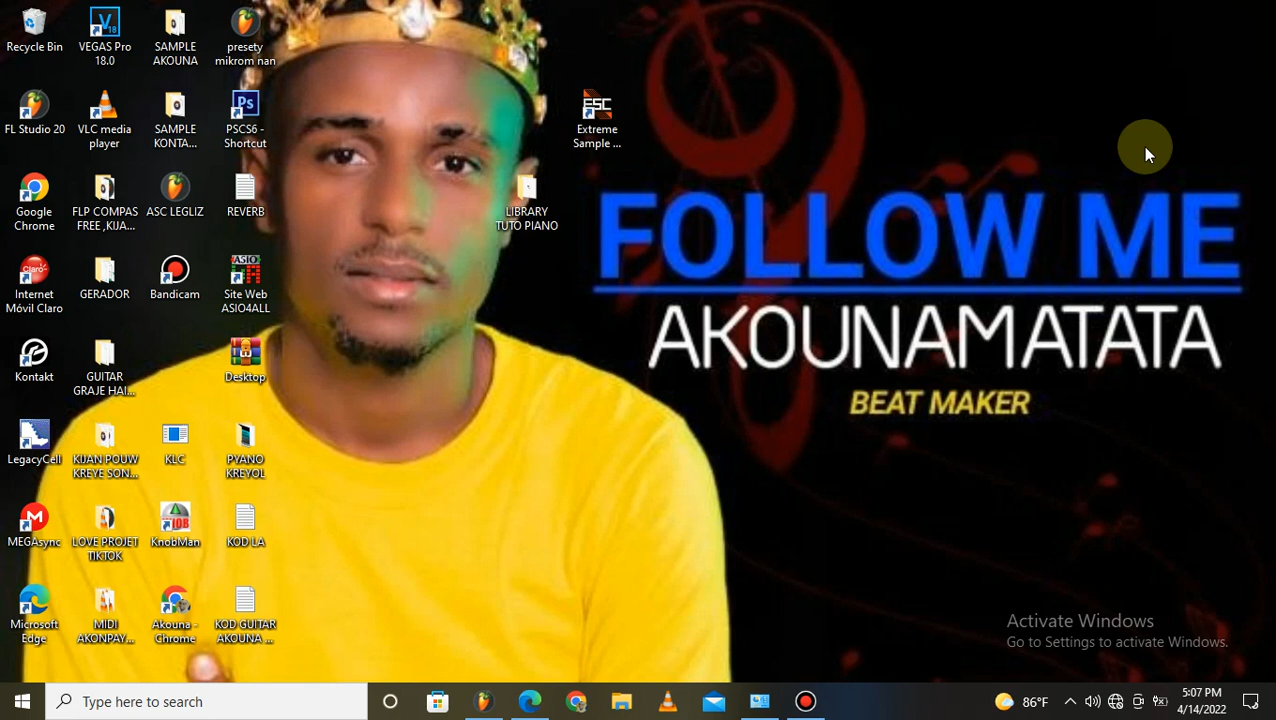 Recycle Bin
VEGAS Pro
18.0
SAMPLE
AKOUNA
presety
mikrom nan
FL Studio 20
VLC media
player
SAMPLE
KONTA...
Ps
PSCS6 -
Shortcut
ESC
Extreme
Sample ...
Google
Chrome
FLP COMPAS
FREE ,KIJA...
ASC LEGLIZ
REVERB
LIBRARY
TUTO PIANO
FOLLOW ME
AKOUNAMATATA
BEAT MAKER
Claro
Internet
Móvil Claro
GERADOR
Bandicam
ASIO
Site Web
ASIO4ALL
Kontakt
GUITAR
GRAJE HAI...
Desktop
LegacyCell
KIJAN POUW
KREYE SON...
KLC
PYANO
KREYOL
MEGAsync
LOVE PROJET
TIKTOK
KnobMan
KOD LA
Microsoft
Edge
MIDI
AKONPAY...
Akouna -
Chrome
KOD GUITAR
AKOUNA ...
Activate Windows
Go to Settings to activate Windows.
Type here to search
86°F
5:07 PM
4/14/2022